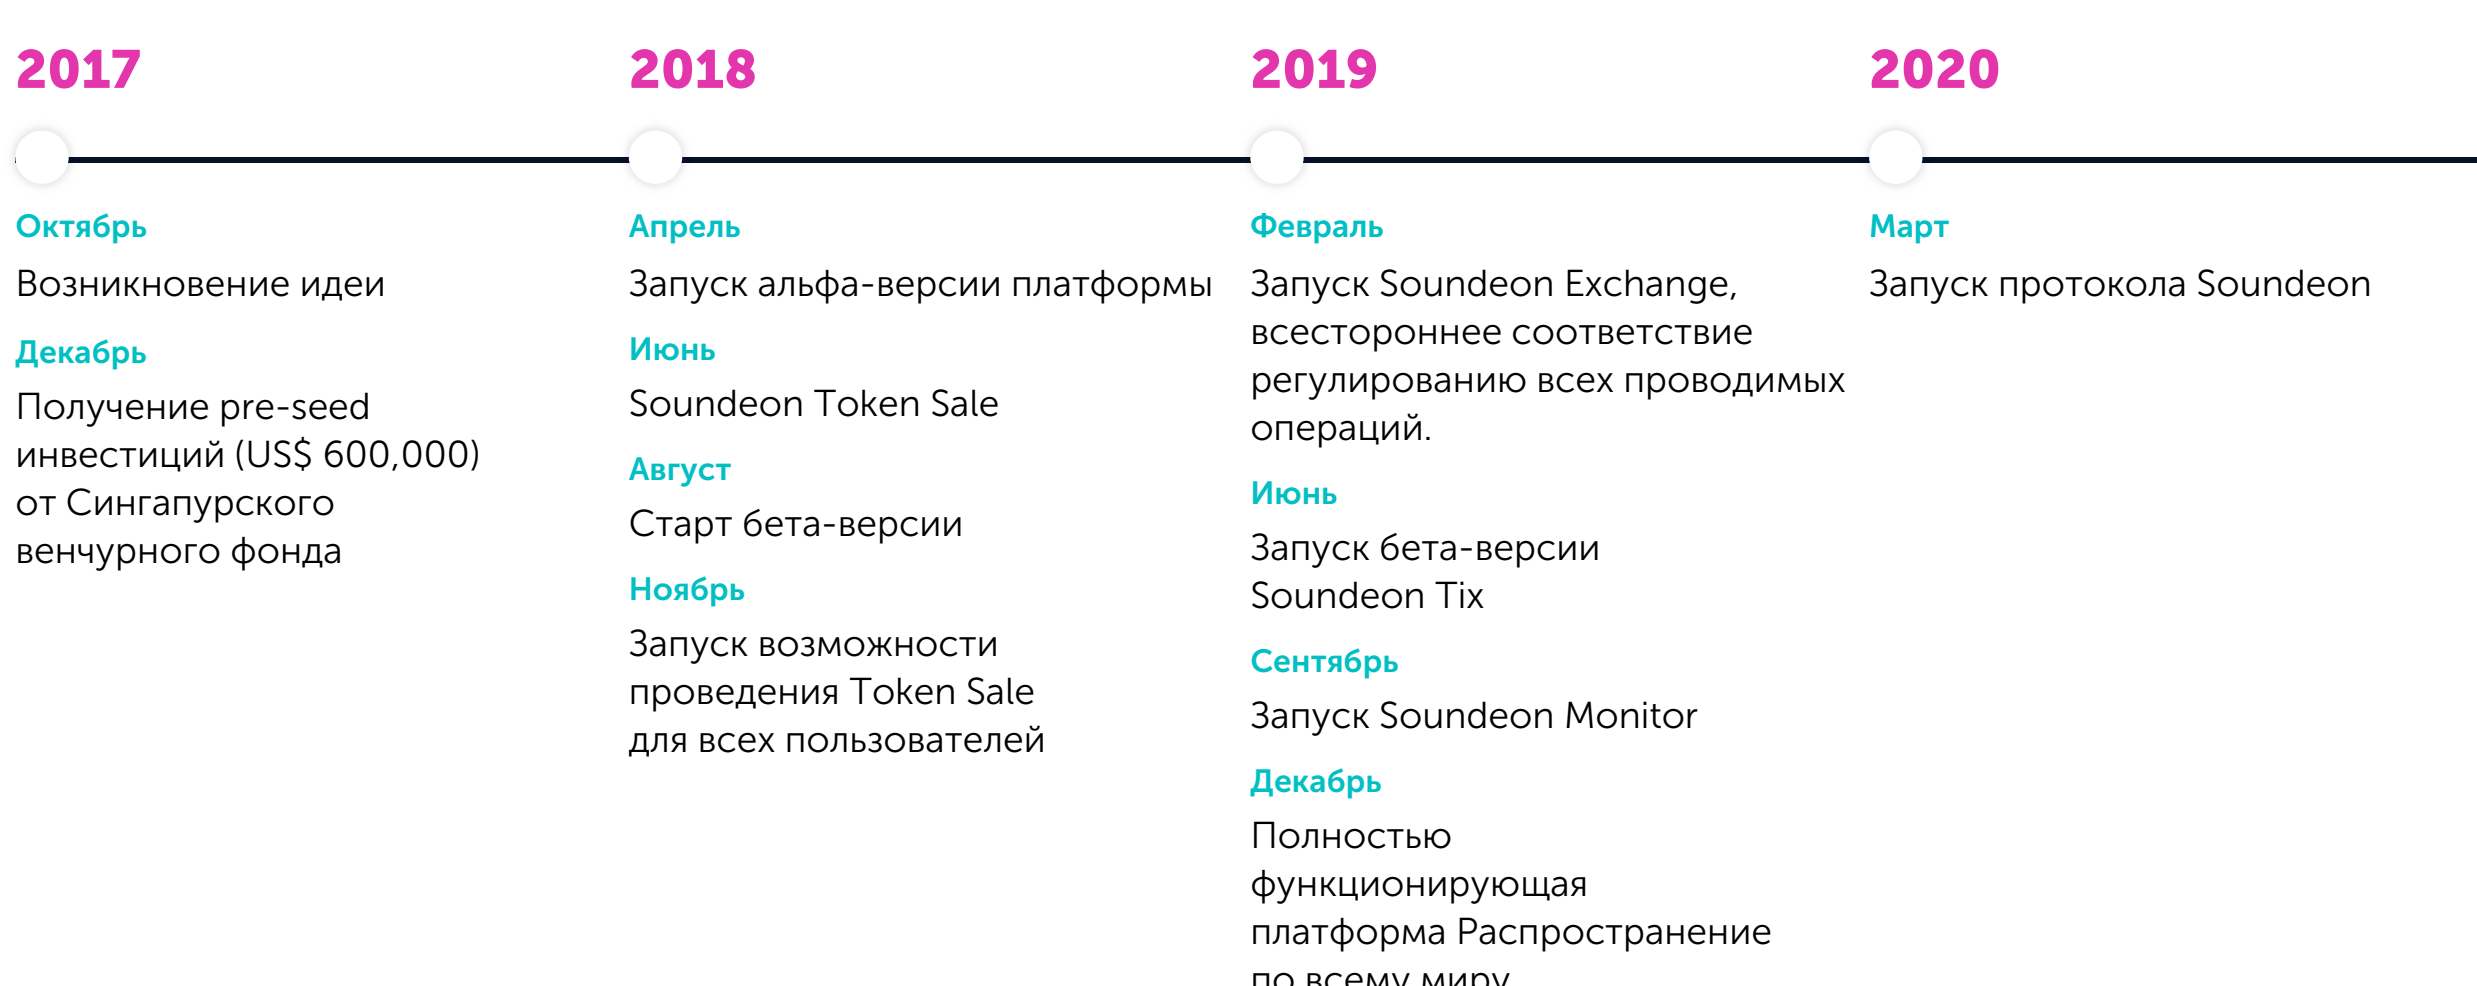 2017
Октябрь
Возникновение идеи
Декабрь
Получение pre-seed
инвестиций (US$ 600,000)
от Сингапурского
венчурного фонда
2018
Апрель
Запуск альфа-версии платформы
Июнь
Soundeon Token Sale
Август
Старт бета-версии
Ноябрь
Запуск возможности
проведения Token Sale
для всех пользователей
2019
Февраль
Запуск Soundeon Exchange,
всестороннее соответствие
регулированию всех проводимых
операций.
Июнь
Запуск бета-версии
Soundeon Tix
Сентябрь
Запуск Soundeon Monitor
Декабрь
Полностью
функционирующая
платформа Распространение
по всему миру
2020
Март
Запуск протокола Soundeon